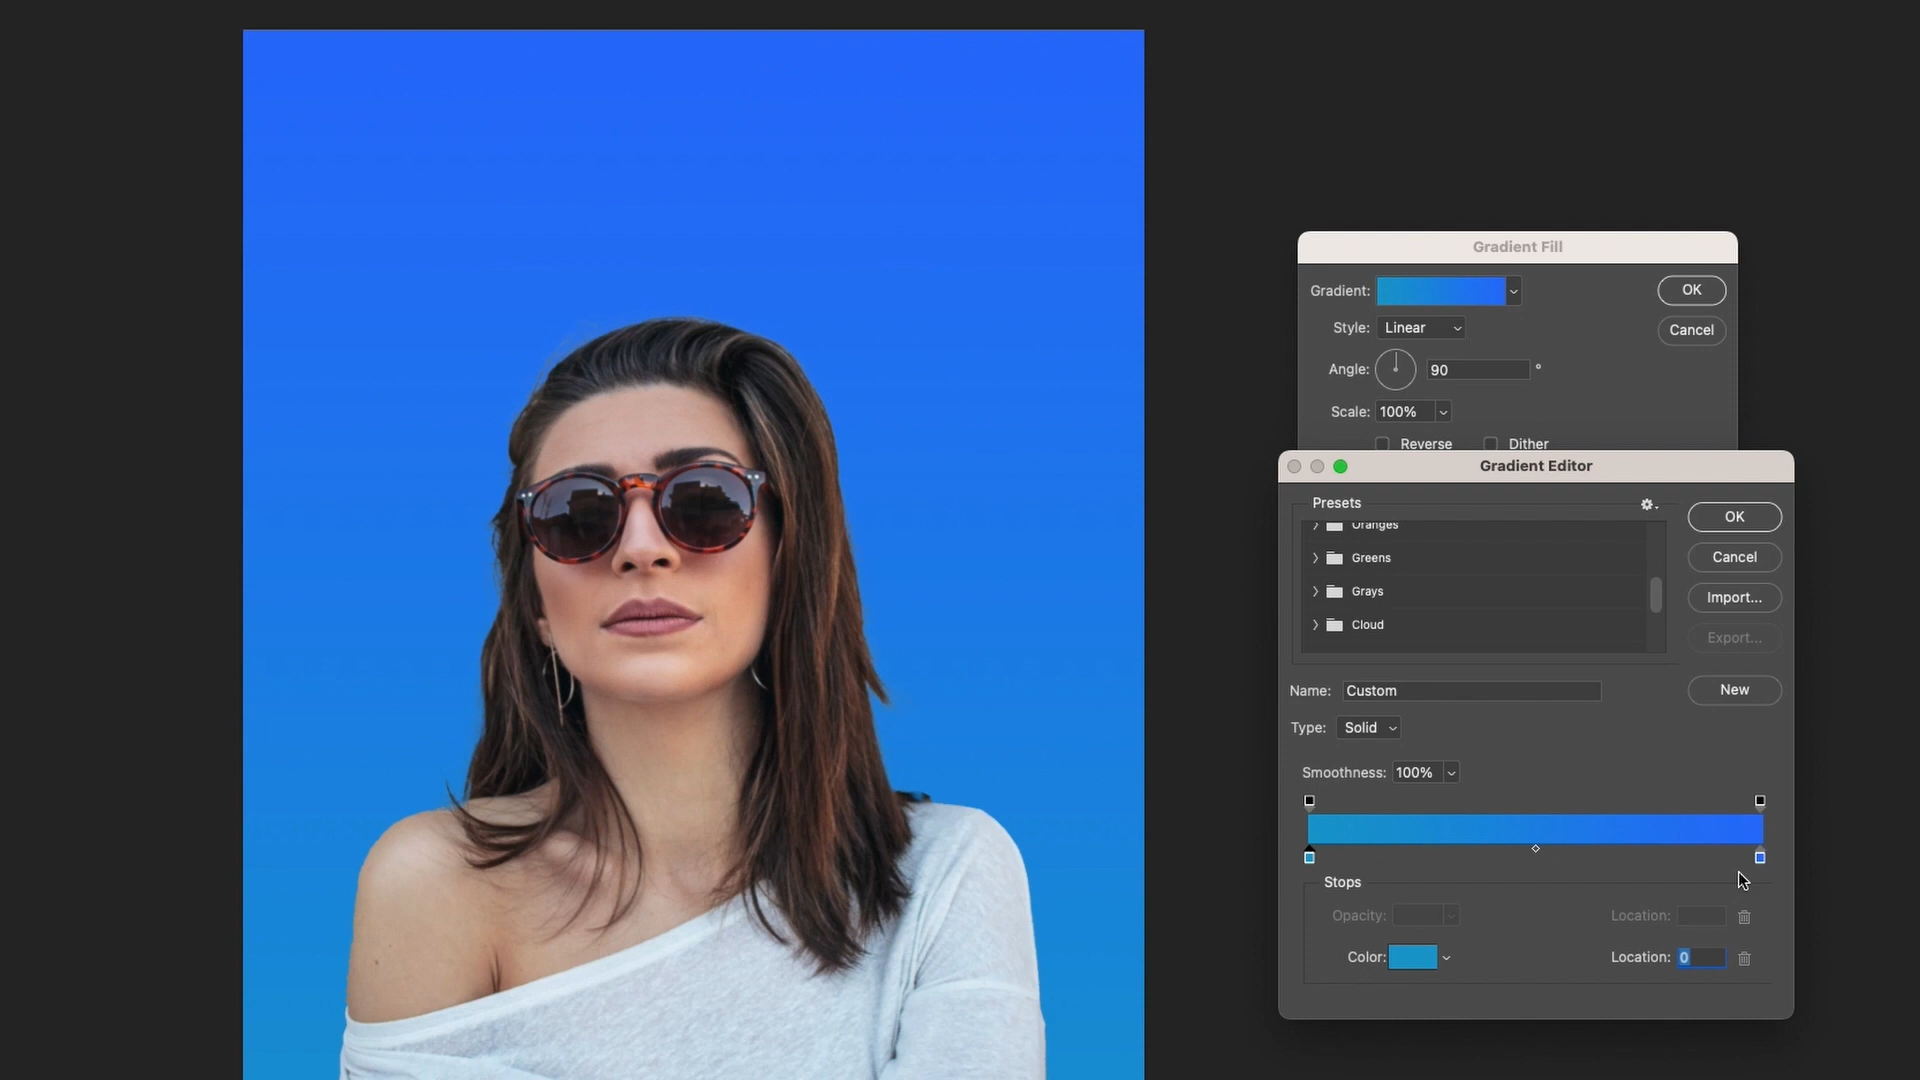 Gradient Fill
Gradient:
OK
Style: Linear
Cancel
Angle: 90 °
Scale: 100%
Reverse Dither
Gradient Editor
Presets
Oranges
OK
Greens
Cancel
Grays
Import...
Cloud
Export...
Name: Custom
New
Type: Solid
Smoothness: 100%
Stops
Opacity: Location:
Color: Location: 0